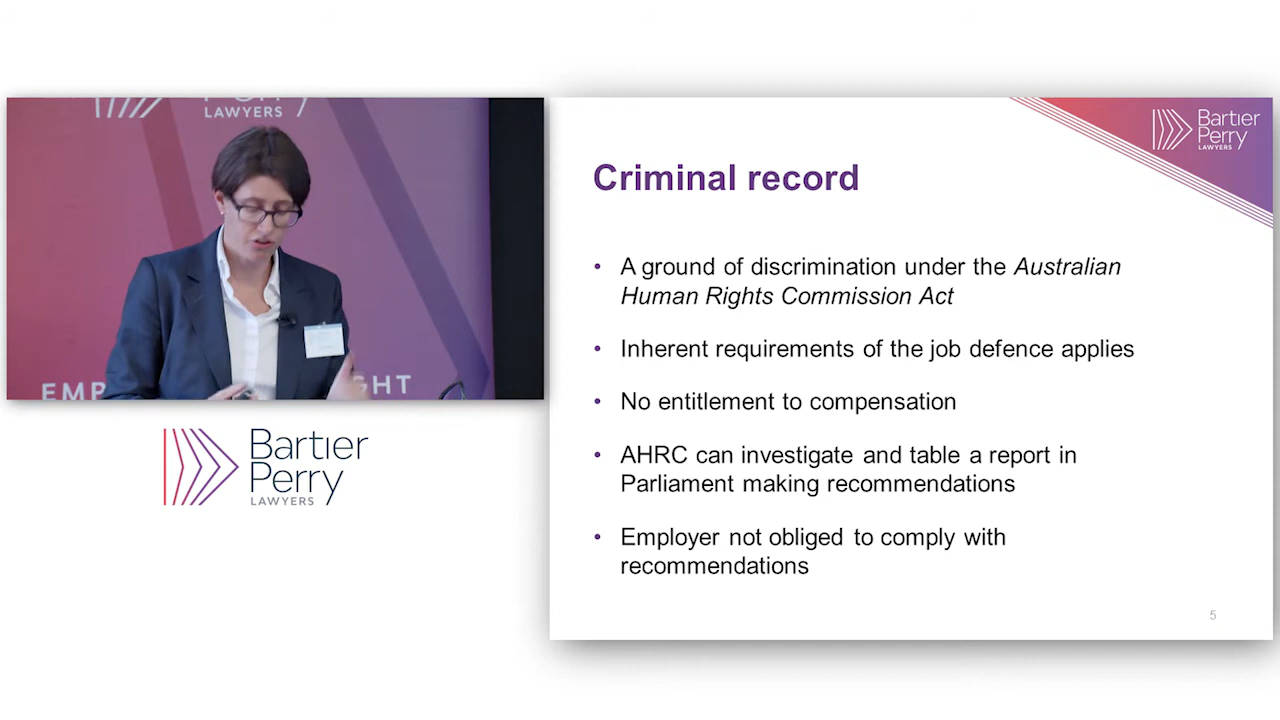 LAWYERS
Bartier
Perry
LAWYERS
Bartier
Perry
LAWYERS
Criminal record
• A ground of discrimination under the Australian
Human Rights Commission Act
• Inherent requirements of the job defence applies
• No entitlement to compensation
• AHRC can investigate and table a report in
Parliament making recommendations
• Employer not obliged to comply with
recommendations
5